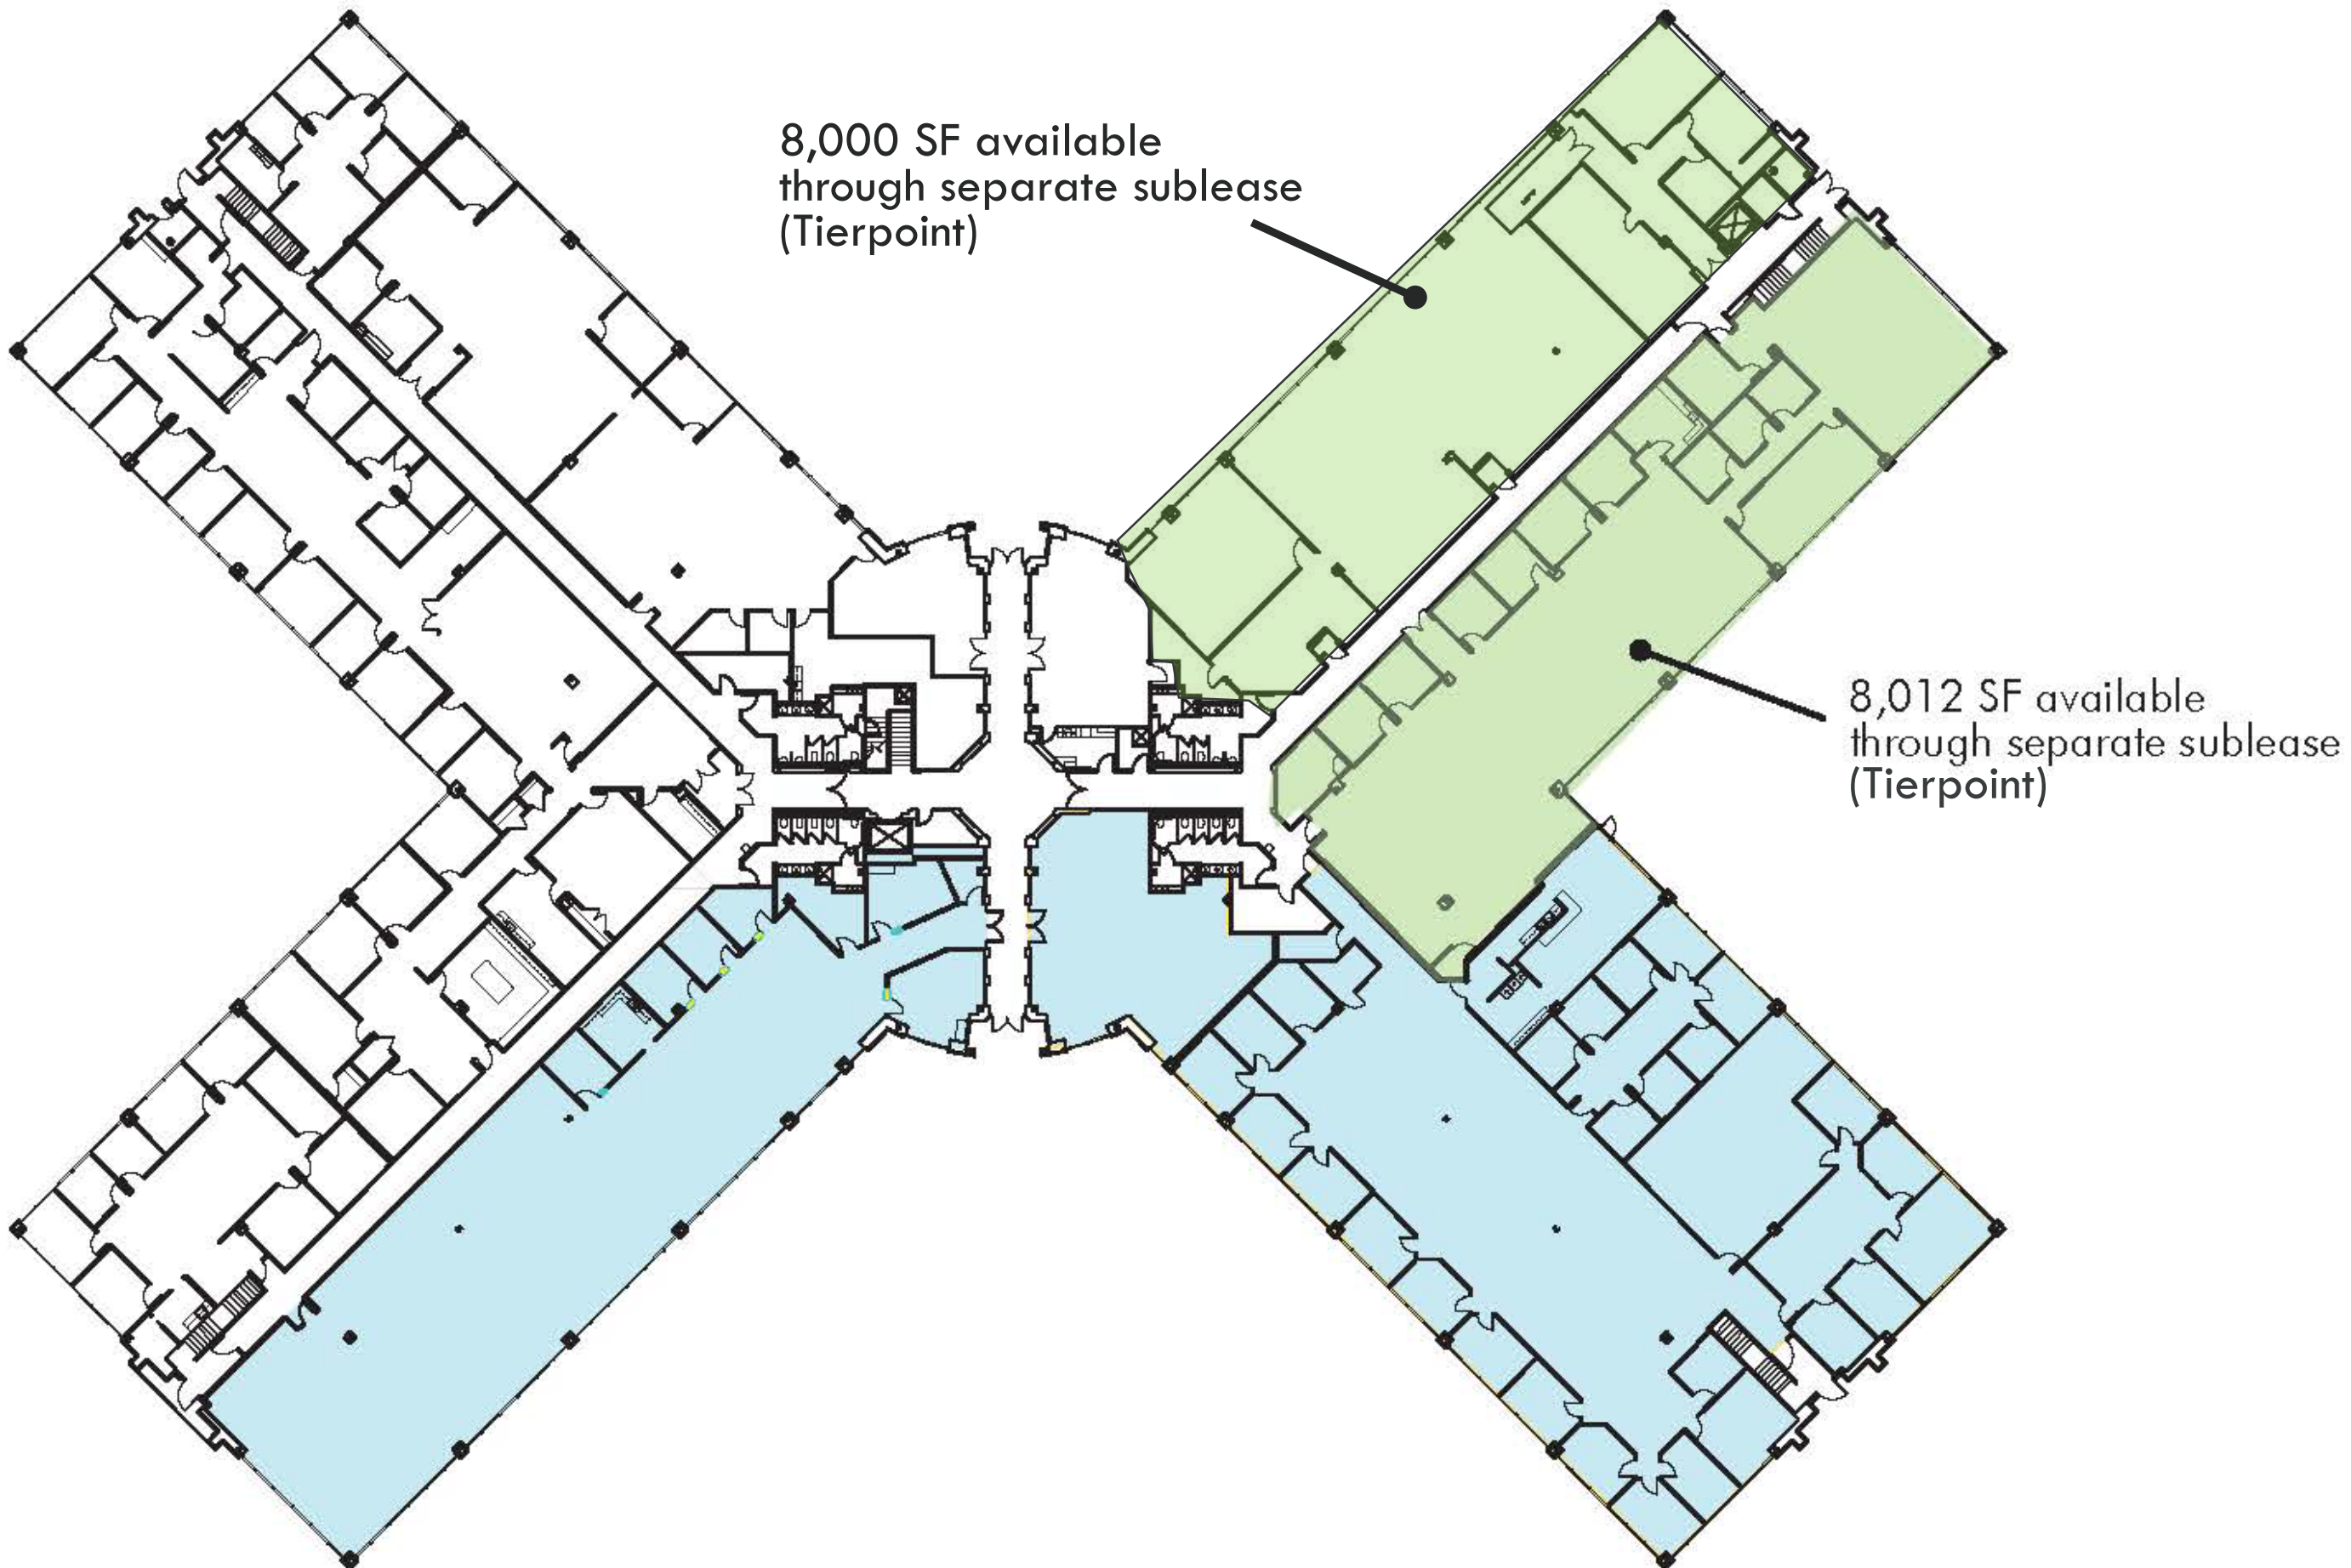 8,000 SF available
through separate sublease
(Tierpoint)
8,012 SF available
through separate sublease
(Tierpoint)